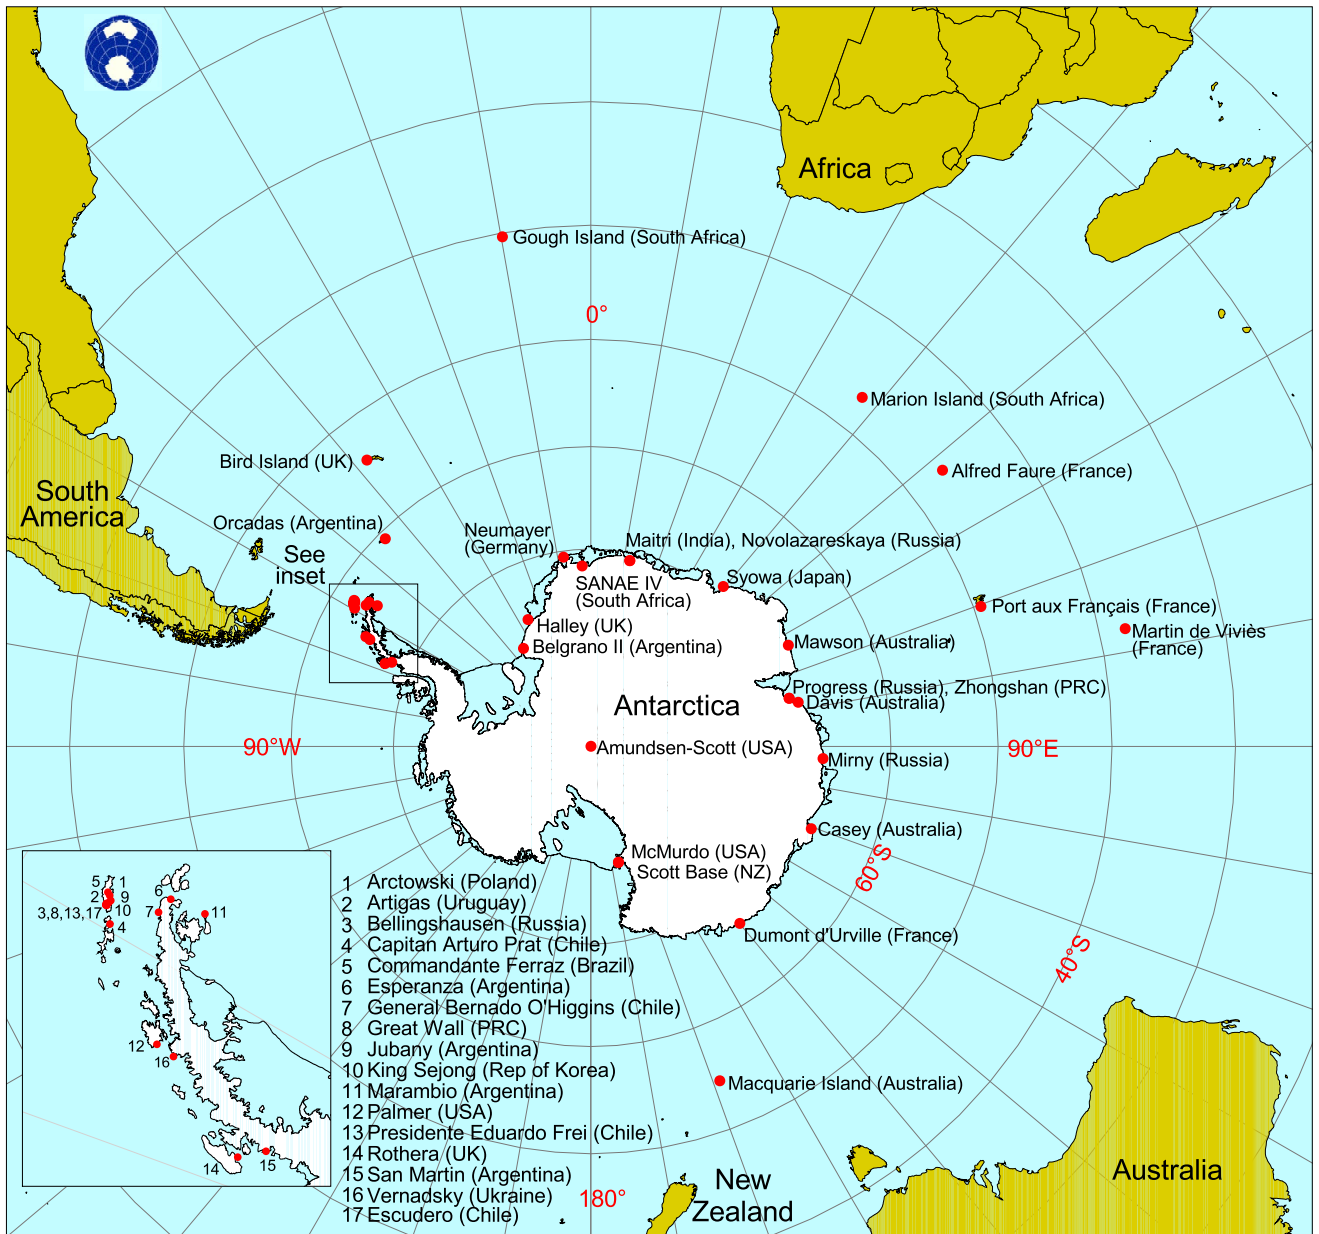 Africa
Gough Island (South Africa)
0°
Marion Island (South Africa)
Bird Island (UK)
Alfred Faure (France)
South
America
Orcadas (Argentina)
Neumayer
(Germany)
Maitri (India), Novolazareskaya (Russia)
See
inset
SANAE IV
(South Africa)
Syowa (Japan)
Port aux Français (France)
Halley (UK)
Martin de Viviès
(France)
Belgrano II (Argentina)
Mawson (Australia)
Progress (Russia), Zhongshan (PRC)
Davis (Australia)
Antarctica
90°W
Amundsen-Scott (USA)
90°E
Mirny (Russia)
Casey (Australia)
McMurdo (USA)
Scott Base (NZ)
60°S
Dumont d'Urville (France)
40°S
Macquarie Island (Australia)
Australia
New
Zealand
180°
5
1
2
9
3,8,13,17
10
4
6
7
11
12
16
14
15
1 Arctowski (Poland)
2 Artigas (Uruguay)
3 Bellingshausen (Russia)
4 Capitan Arturo Prat (Chile)
5 Commandante Ferraz (Brazil)
6 Esperanza (Argentina)
7 General Bernado O'Higgins (Chile)
8 Great Wall (PRC)
9 Jubany (Argentina)
10 King Sejong (Rep of Korea)
11 Marambio (Argentina)
12 Palmer (USA)
13 Presidente Eduardo Frei (Chile)
14 Rothera (UK)
15 San Martin (Argentina)
16 Vernadsky (Ukraine)
17 Escudero (Chile)